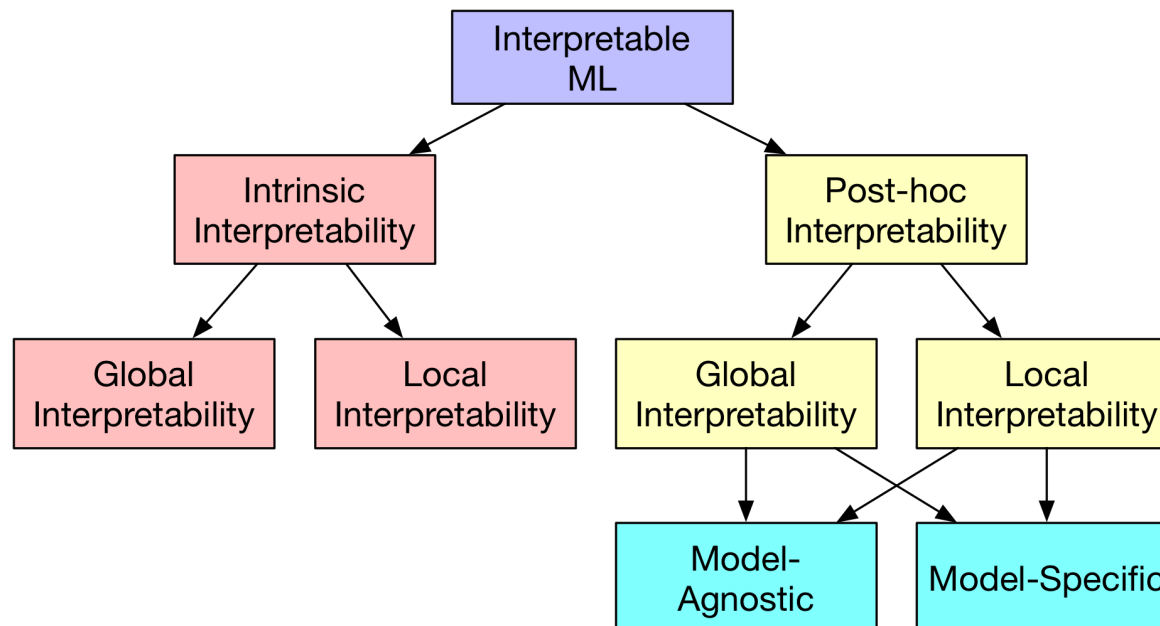 Interpretable
ML
Intrinsic
Interpretability
Post-hoc
Interpretability
Global
Interpretability
Local
Interpretability
Global
Interpretability
Local
Interpretability
Model-
Agnostic
Model-Specific